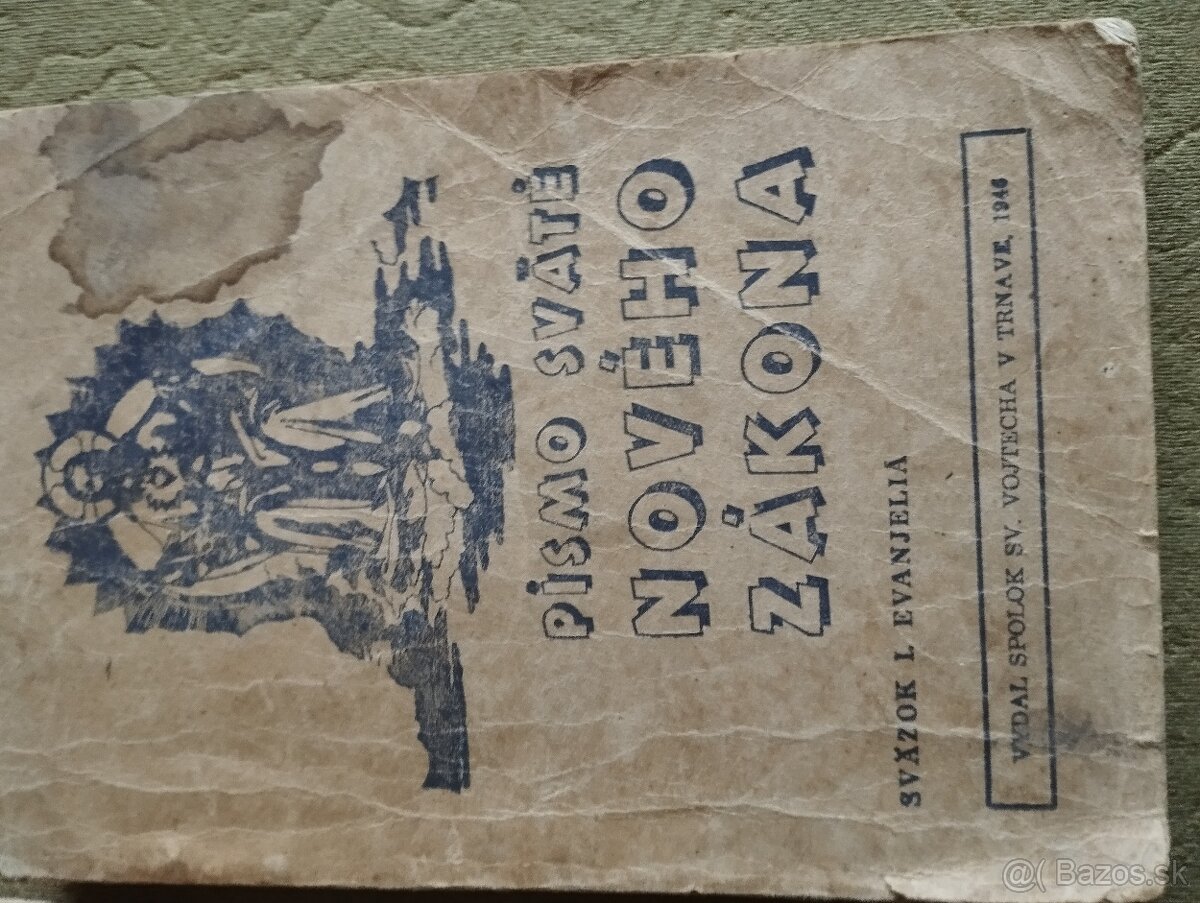 PÍSMO SVÄTÉ
NOVÉHO
ZÁKONA
SVÄZOK I. EVANJELIA
VYDAL SPOLOK SV. VOJTECHA V TRNAVE, 1946
@( Bazos.sk